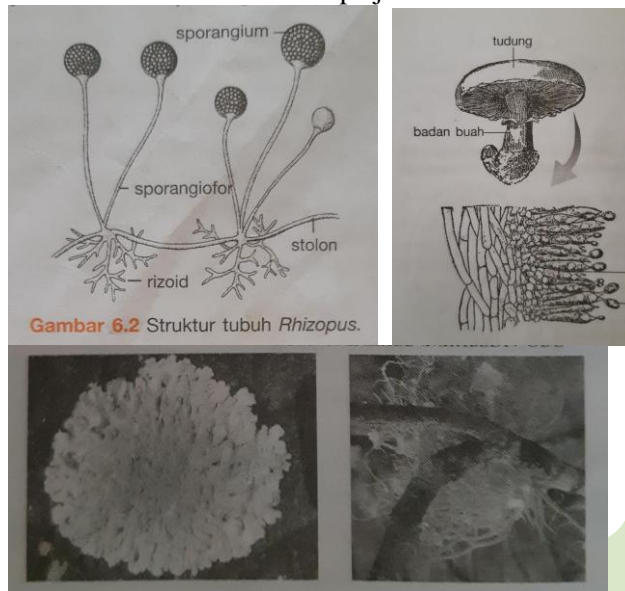 sporangium
sporangiofor
stolon
rizoid
Gambar 6.2 Struktur tubuh Rhizopus.
tudung
badan buah